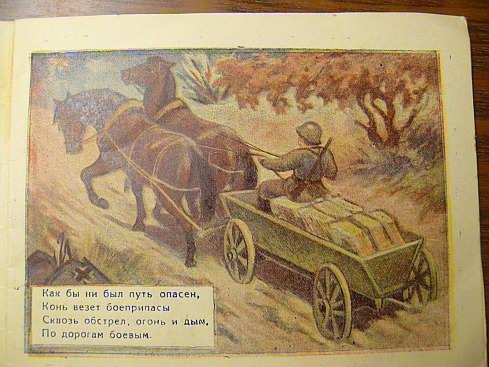 Как бы ни был путь опасен,
Конь везет боеприпасы
Сквозь обстрел, огонь и дым,
По дорогам боевым.